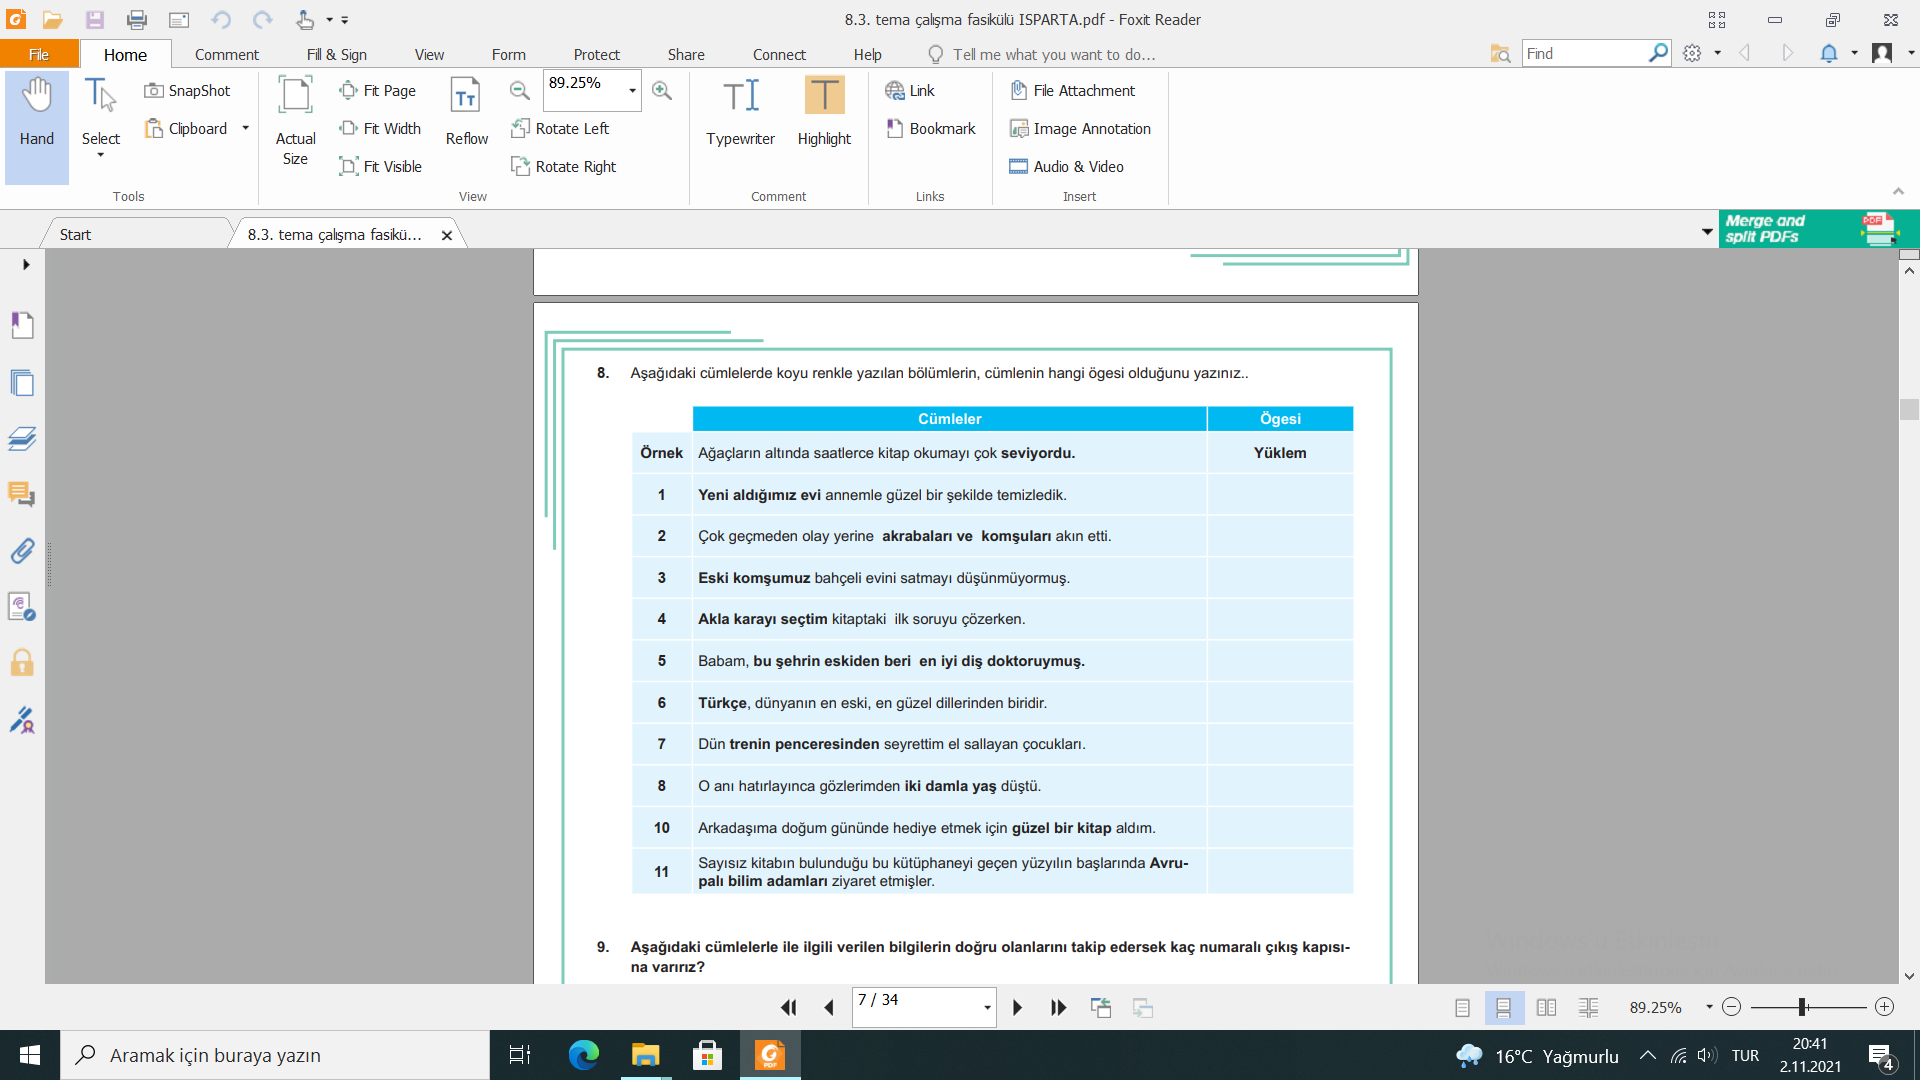 8.3. tema çalışma fasikülü ISPARTA.pdf - Foxit Reader
File
Home
Comment
Fill & Sign
View
Form
Protect
Share
Connect
Help
Tell me what you want to do...
Find
Hand
Select
SnapShot
Clipboard
Tools
Actual
Size
Fit Page
Fit Width
Fit Visible
Reflow
89.25%
Rotate Left
Rotate Right
View
Typewriter
Highlight
Comment
Link
Bookmark
Links
File Attachment
Image Annotation
Audio & Video
Insert
Start
8.3. tema çalışma fasikü...
Merge and
split PDFs
PDF
8. Aşağıdaki cümlelerde koyu renkle yazılan bölümlerin, cümlenin hangi ögesi olduğunu yazınız..
Cümleler Ögesi
Örnek Ağaçların altında saatlerce kitap okumayı çok seviyordu. Yüklem
1 Yeni aldığımız evi annemle güzel bir şekilde temizledik.
2 Çok geçmeden olay yerine akrabaları ve komşuları akın etti.
3 Eski komşumuz bahçeli evini satmayı düşünmüyormuş.
4 Akla karayı seçtim kitaptaki ilk soruyu çözerken.
5 Babam, bu şehrin eskiden beri en iyi diş doktoruymuş.
6 Türkçe, dünyanın en eski, en güzel dillerinden biridir.
7 Dün trenin penceresinden seyrettim el sallayan çocukları.
8 O anı hatırlayınca gözlerimden iki damla yaş düştü.
10 Arkadaşıma doğum gününde hediye etmek için güzel bir kitap aldım.
11 Sayısız kitabın bulunduğu bu kütüphaneyi geçen yüzyılın başlarında Avru-
palı bilim adamları ziyaret etmişler.
9. Aşağıdaki cümlelerle ile ilgili verilen bilgilerin doğru olanlarını takip edersek kaç numaralı çıkış kapısı-
na varırız?
7 / 34
89.25%
Aramak için buraya yazın
PDF
16°C Yağmurlu
TUR
20:41
2.11.2021
4